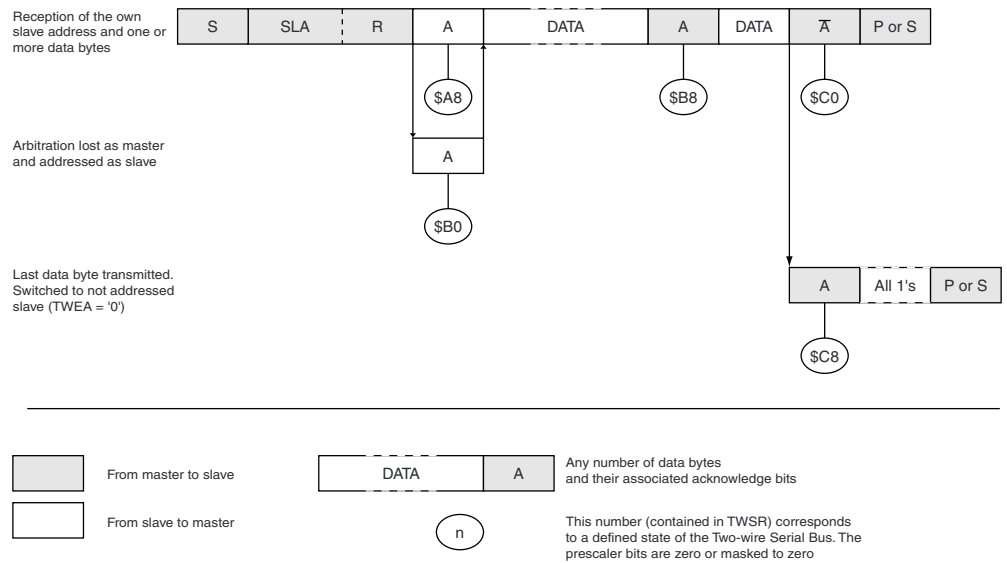 Reception of the own
slave address and one or
more data bytes
S SLA R A DATA A DATA A̅ P or S
$A8 $B8 $C0
Arbitration lost as master
and addressed as slave
A
$B0
Last data byte transmitted.
Switched to not addressed
slave (TWEA = '0')
A All 1's P or S
$C8
From master to slave
DATA A
Any number of data bytes
and their associated acknowledge bits
From slave to master
n
This number (contained in TWSR) corresponds
to a defined state of the Two-wire Serial Bus. The
prescaler bits are zero or masked to zero